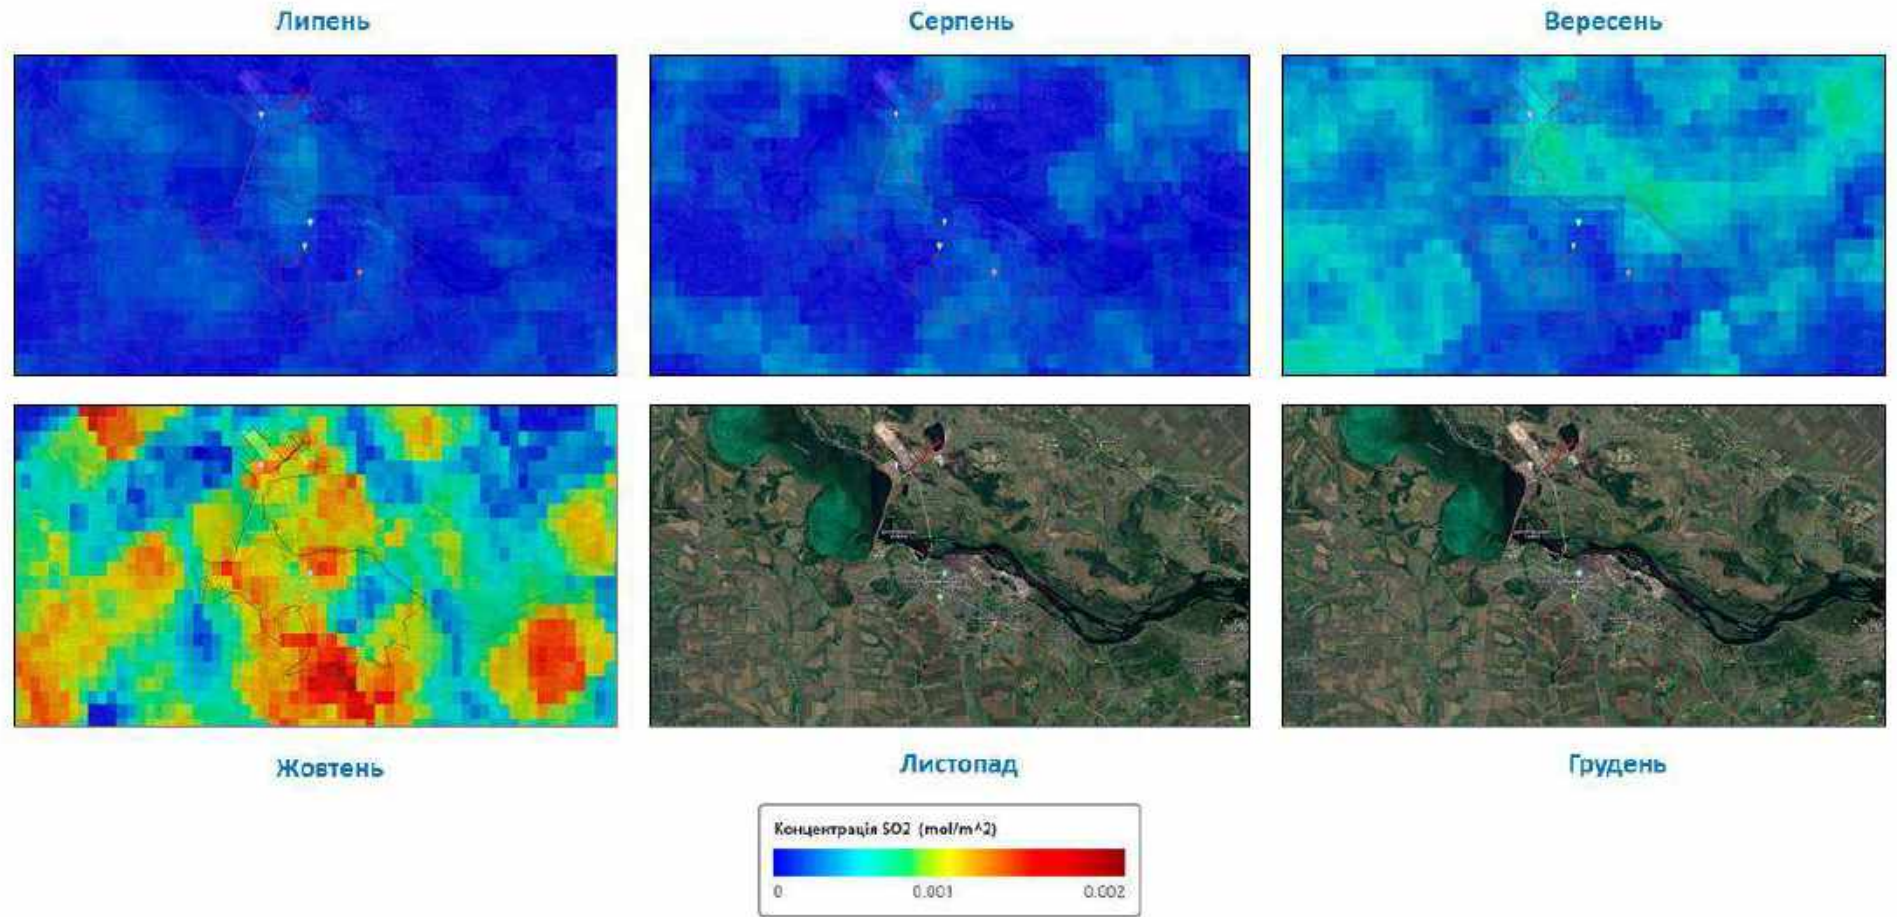 Липень
Серпень
Вересень
Жовтень
Листопад
Грудень
Концентрація SO2 (mol/m^2)
0
0.001
0.002